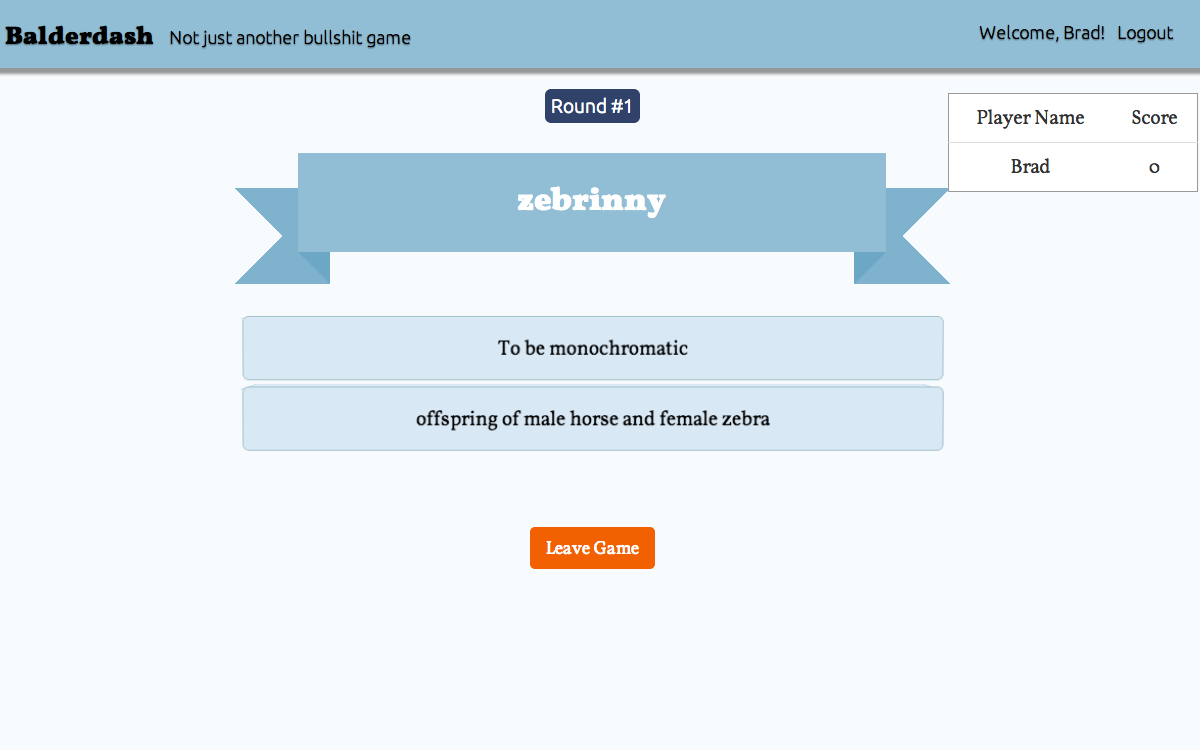 Balderdash Not just another bullshit game
Welcome, Brad! Logout
Round #1
Player Name Score
Brad 0
zebrinny
To be monochromatic
offspring of male horse and female zebra
Leave Game